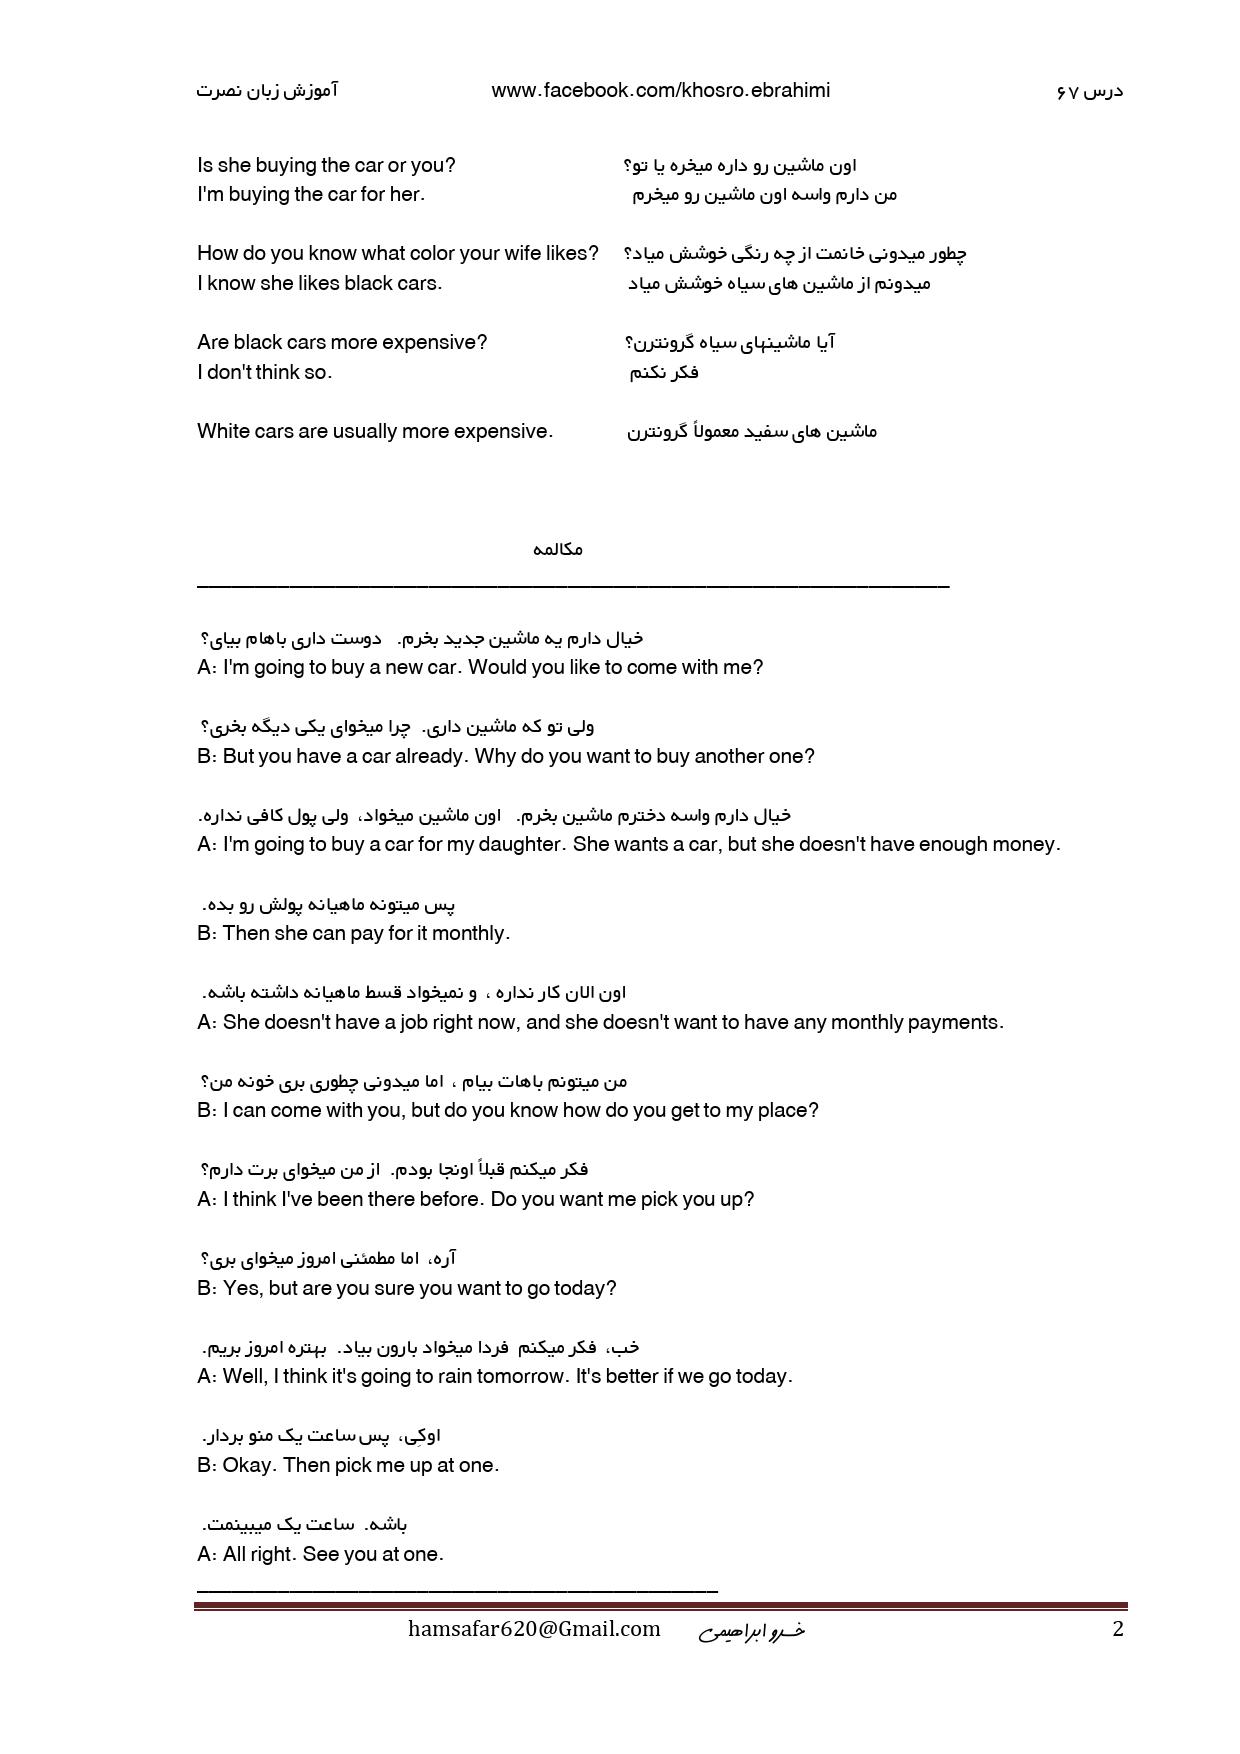 درس ۶۷ www.facebook.com/khosro.ebrahimi آموزش زبان نصرت
Is she buying the car or you? اون ماشین رو داره میخره یا تو؟
I'm buying the car for her. من دارم واسه اون ماشین رو میخرم
How do you know what color your wife likes? چطور میدونی خانمت از چه رنگی خوشش میاد؟
I know she likes black cars. میدونم از ماشین های سیاه خوشش میاد
Are black cars more expensive? آیا ماشینهای سیاه گرونترن؟
I don't think so. فکر نکنم
White cars are usually more expensive. ماشین های سفید معمولاً گرونترن
مکالمه
خیال دارم یه ماشین جدید بخرم. دوست داری باهام بیای؟
A: I'm going to buy a new car. Would you like to come with me?
ولی تو که ماشین داری. چرا میخوای یکی دیگه بخری؟
B: But you have a car already. Why do you want to buy another one?
خیال دارم واسه دخترم ماشین بخرم. اون ماشین میخواد، ولی پول کافی نداره.
A: I'm going to buy a car for my daughter. She wants a car, but she doesn't have enough money.
پس میتونه ماهیانه پولش رو بده.
B: Then she can pay for it monthly.
اون الان کار نداره ، و نمیخواد قسط ماهیانه داشته باشه.
A: She doesn't have a job right now, and she doesn't want to have any monthly payments.
من میتونم باهات بیام ، اما میدونی چطوری بری خونه من؟
B: I can come with you, but do you know how do you get to my place?
فکر میکنم قبلاً اونجا بودم. از من میخوای برت دارم؟
A: I think I've been there before. Do you want me pick you up?
آره، اما مطمئنی امروز میخوای بری؟
B: Yes, but are you sure you want to go today?
خب، فکر میکنم فردا میخواد بارون بیاد. بهتره امروز بریم.
A: Well, I think it's going to rain tomorrow. It's better if we go today.
اوکِی، پس ساعت یک منو بردار.
B: Okay. Then pick me up at one.
باشه. ساعت یک میبینمت.
A: All right. See you at one.
hamsafar620@Gmail.com خسرو ابراهیمی 2